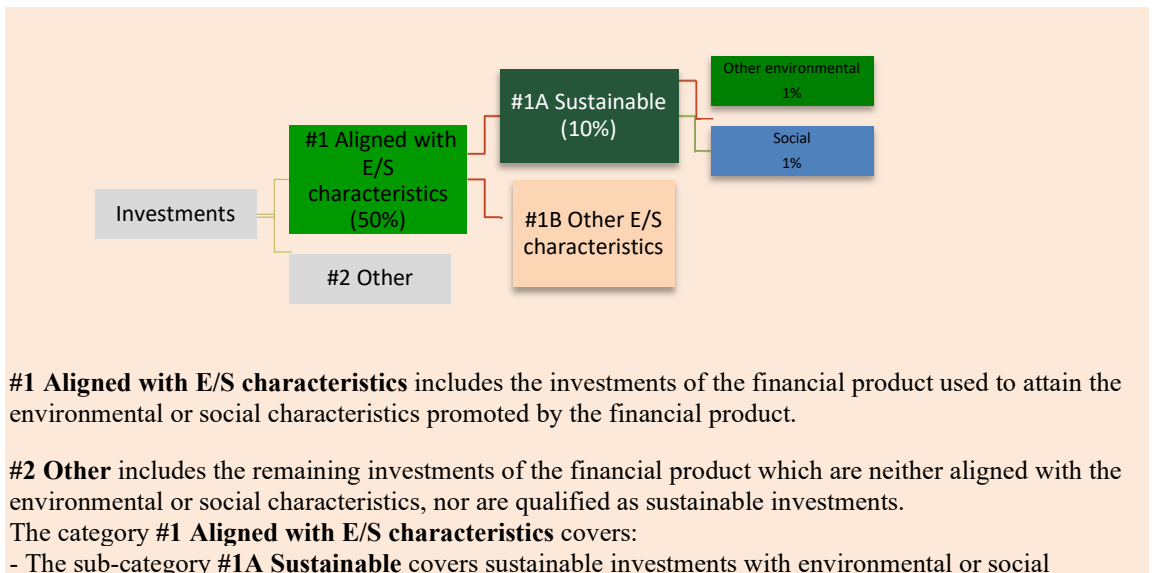 Other environmental
1%
#1A Sustainable
(10%)
Social
1%
#1 Aligned with
E/S
characteristics
(50%)
Investments
#1B Other E/S
characteristics
#2 Other
#1 Aligned with E/S characteristics includes the investments of the financial product used to attain the
environmental or social characteristics promoted by the financial product.
#2 Other includes the remaining investments of the financial product which are neither aligned with the
environmental or social characteristics, nor are qualified as sustainable investments.
The category #1 Aligned with E/S characteristics covers:
- The sub-category #1A Sustainable covers sustainable investments with environmental or social